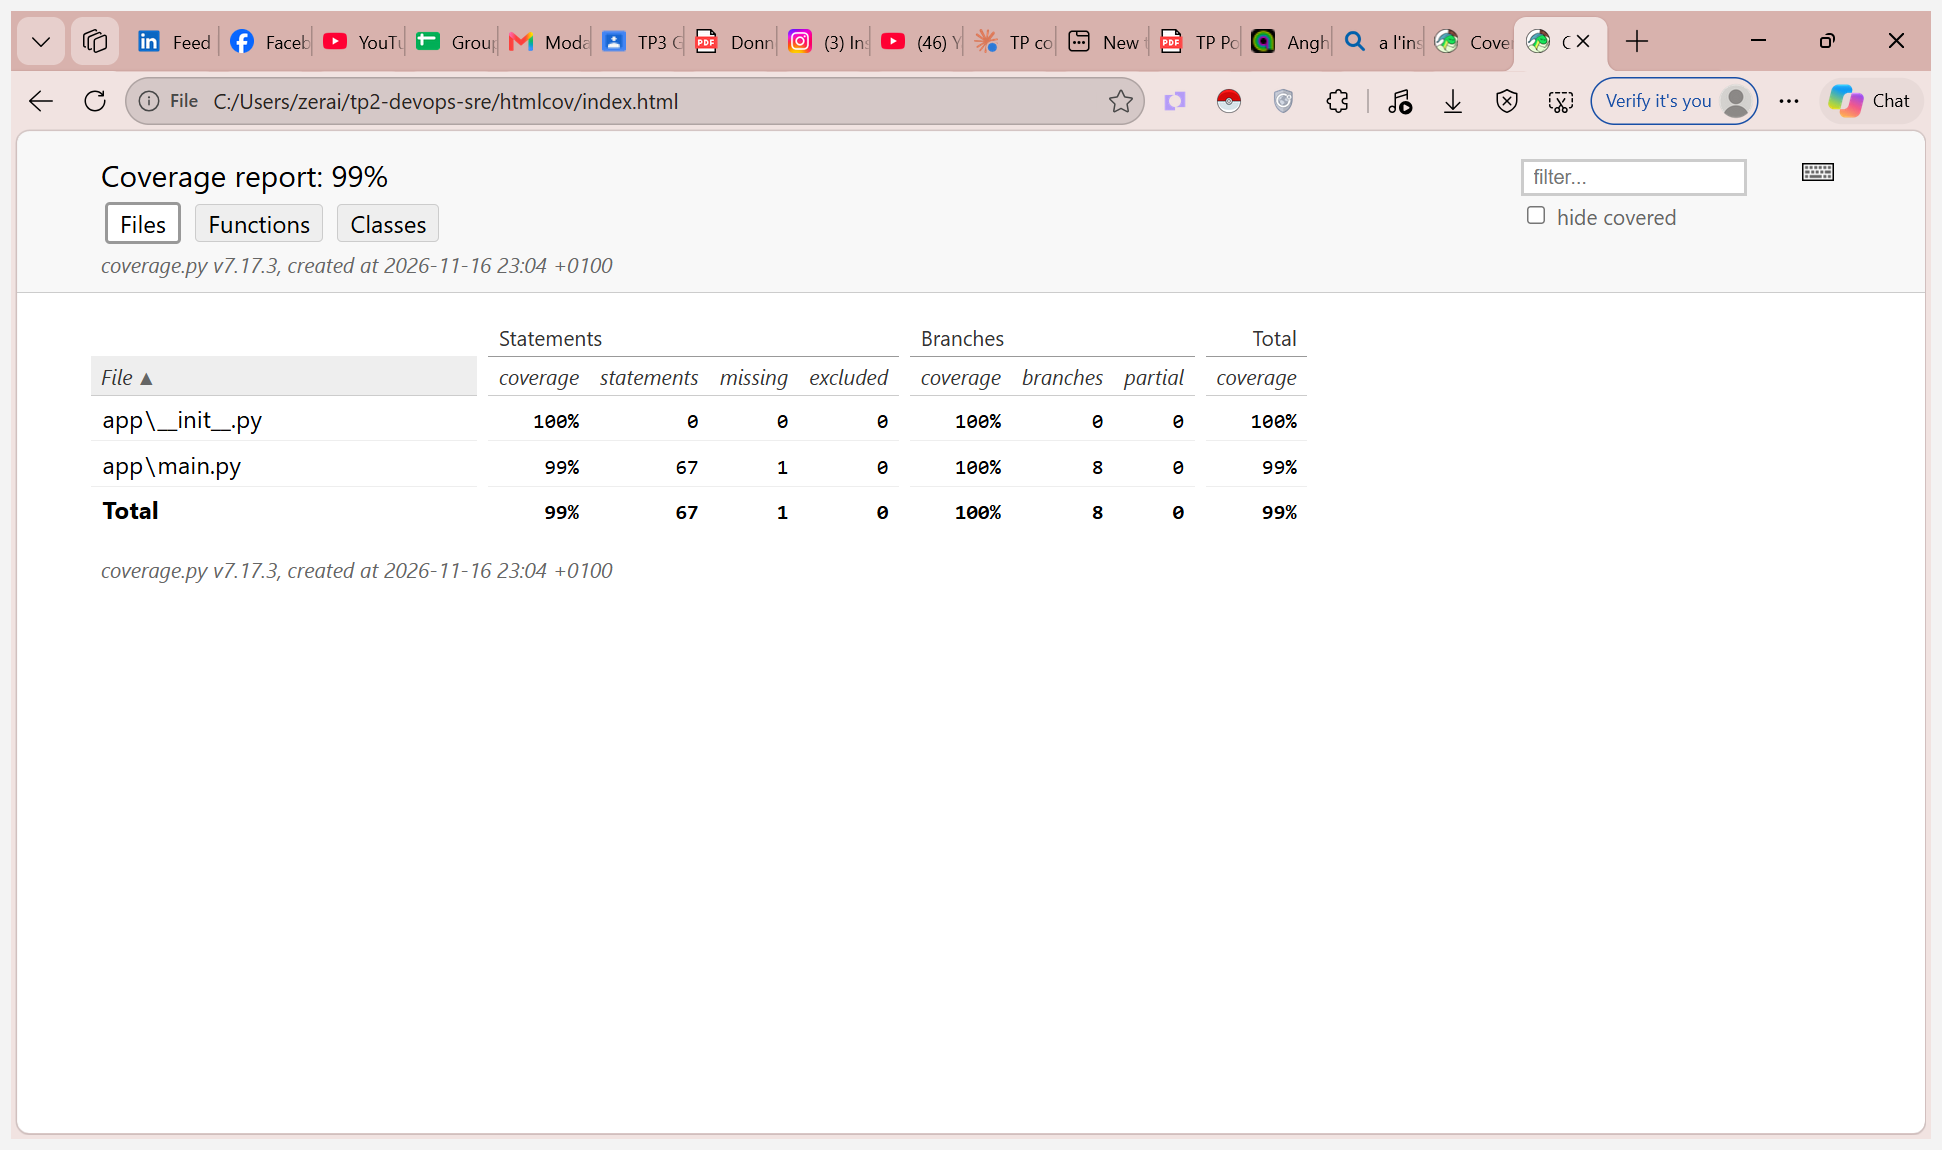 Feed Faceb YouTu Group Moda TP3 G Donn (3) Ins (46) Y TP co New t TP Po Angh a l'ins Cover C
File C:/Users/zerai/tp2-devops-sre/htmlcov/index.html Verify it's you Chat
Coverage report: 99% filter...
Files Functions Classes hide covered
coverage.py v7.17.3, created at 2026-11-16 23:04 +0100
Statements Branches Total
File ▲ coverage statements missing excluded coverage branches partial coverage
app\__init__.py 100% 0 0 0 100% 0 0 100%
app\main.py 99% 67 1 0 100% 8 0 99%
Total 99% 67 1 0 100% 8 0 99%
coverage.py v7.17.3, created at 2026-11-16 23:04 +0100